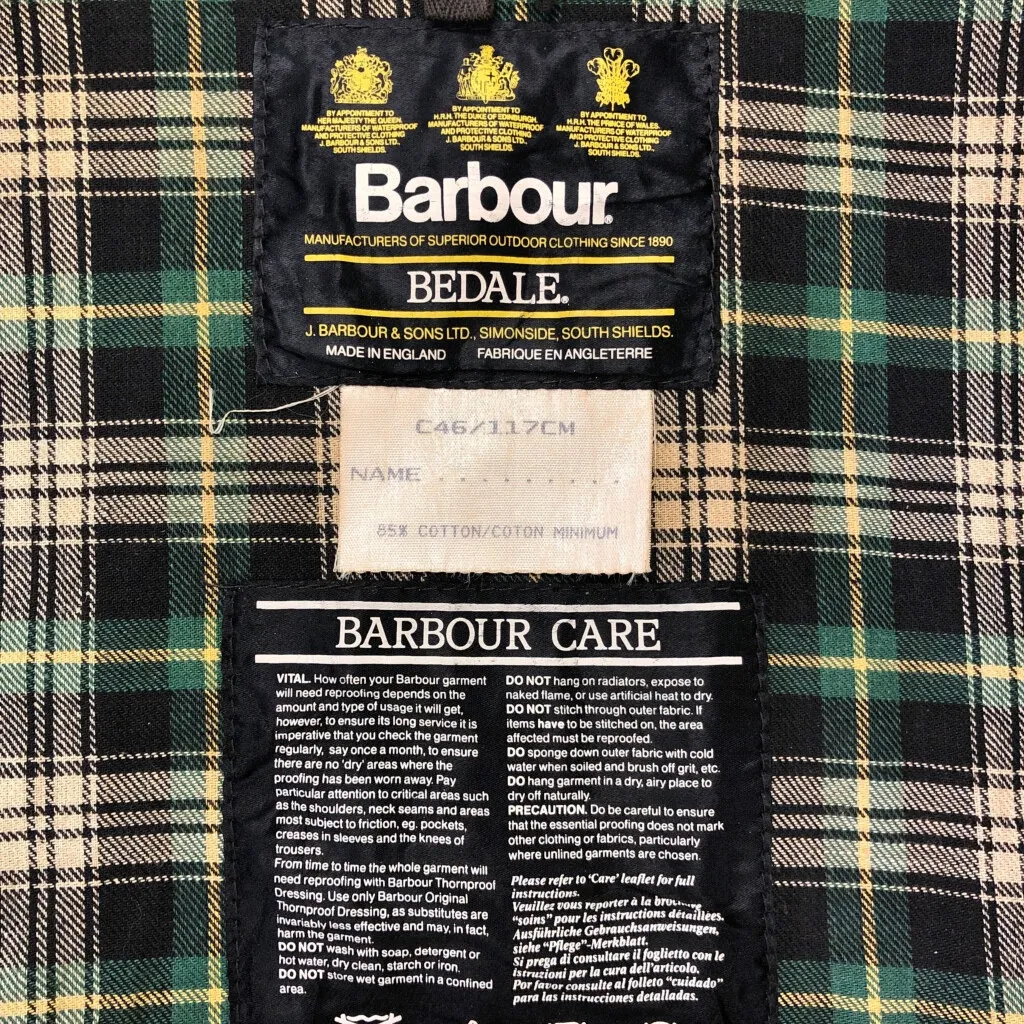 BY APPOINTMENT TO
HER MAJESTY THE QUEEN.
MANUFACTURERS OF WATERPROOF
AND PROTECTIVE CLOTHING
J. BARBOUR & SONS LTD.,
SOUTH SHIELDS.
BY APPOINTMENT TO
H.R.H. THE DUKE OF EDINBURGH
MANUFACTURERS OF WATERPROOF
AND PROTECTIVE CLOTHING
J. BARBOUR & SONS LTD.,
SOUTH SHIELDS.
BY APPOINTMENT TO
H.R.H. THE PRINCE OF WALES.
MANUFACTURERS OF WATERPROOF
AND PROTECTIVE CLOTHING
J. BARBOUR & SONS LTD.,
SOUTH SHIELDS.
Barbour®
MANUFACTURERS OF SUPERIOR OUTDOOR CLOTHING SINCE 1890
BEDALE®
J. BARBOUR & SONS LTD., SIMONSIDE, SOUTH SHIELDS.
MADE IN ENGLAND FABRIQUE EN ANGLETERRE
C46/117CM
NAME . . . . . . . . .
85% COTTON/COTON MINIMUM
BARBOUR CARE
VITAL. How often your Barbour garment
will need reproofing depends on the
amount and type of usage it will get,
however, to ensure its long service it is
imperative that you check the garment
regularly, say once a month, to ensure
there are no 'dry' areas where the
proofing has been worn away. Pay
particular attention to critical areas such
as the shoulders, neck seams and areas
most subject to friction, eg. pockets,
creases in sleeves and the knees of
trousers.
From time to time the whole garment will
need reproofing with Barbour Thornproof
Dressing. Use only Barbour Original
Thornproof Dressing, as substitutes are
invariably less effective and may, in fact,
harm the garment.
DO NOT wash with soap, detergent or
hot water, dry clean, starch or iron.
DO NOT store wet garment in a confined
area.
DO NOT hang on radiators, expose to
naked flame, or use artificial heat to dry.
DO NOT stitch through outer fabric. If
items have to be stitched on, the area
affected must be reproofed.
DO sponge down outer fabric with cold
water when soiled and brush off grit, etc.
DO hang garment in a dry, airy place to
dry off naturally.
PRECAUTION. Do be careful to ensure
that the essential proofing does not mark
other clothing or fabrics, particularly
where unlined garments are chosen.
Please refer to 'Care' leaflet for full
instructions.
Veuillez vous reporter à la
"soins" pour les instructions détaillées.
Ausführliche Gebrauchsanweisungen,
siehe "Pflege"-Merkblatt.
Si prega di consultare il foglietto con le
istruzioni per la cura dell'articolo.
Por favor consulte al folleto "cuidado"
para las instrucciones detalladas.